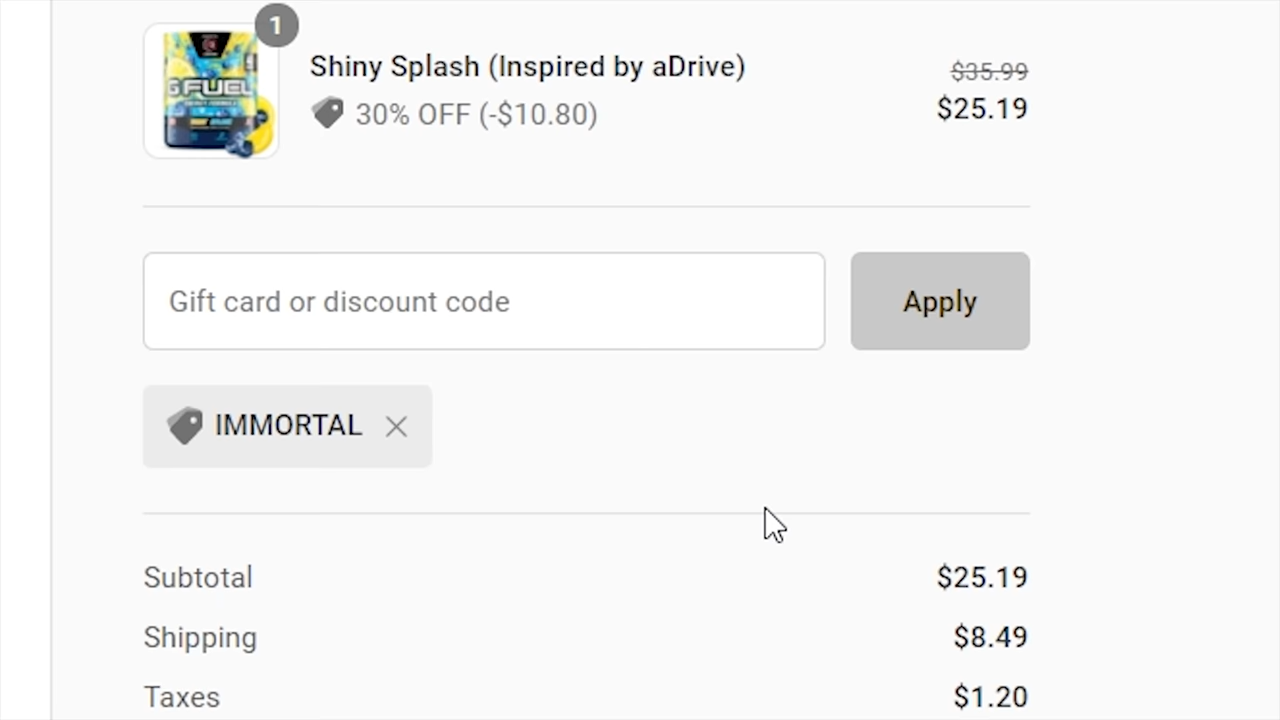 1
G FUEL
Shiny Splash (Inspired by aDrive)
$35.99
30% OFF (-$10.80)
$25.19
Gift card or discount code
Apply
IMMORTAL
Subtotal
$25.19
Shipping
$8.49
Taxes
$1.20